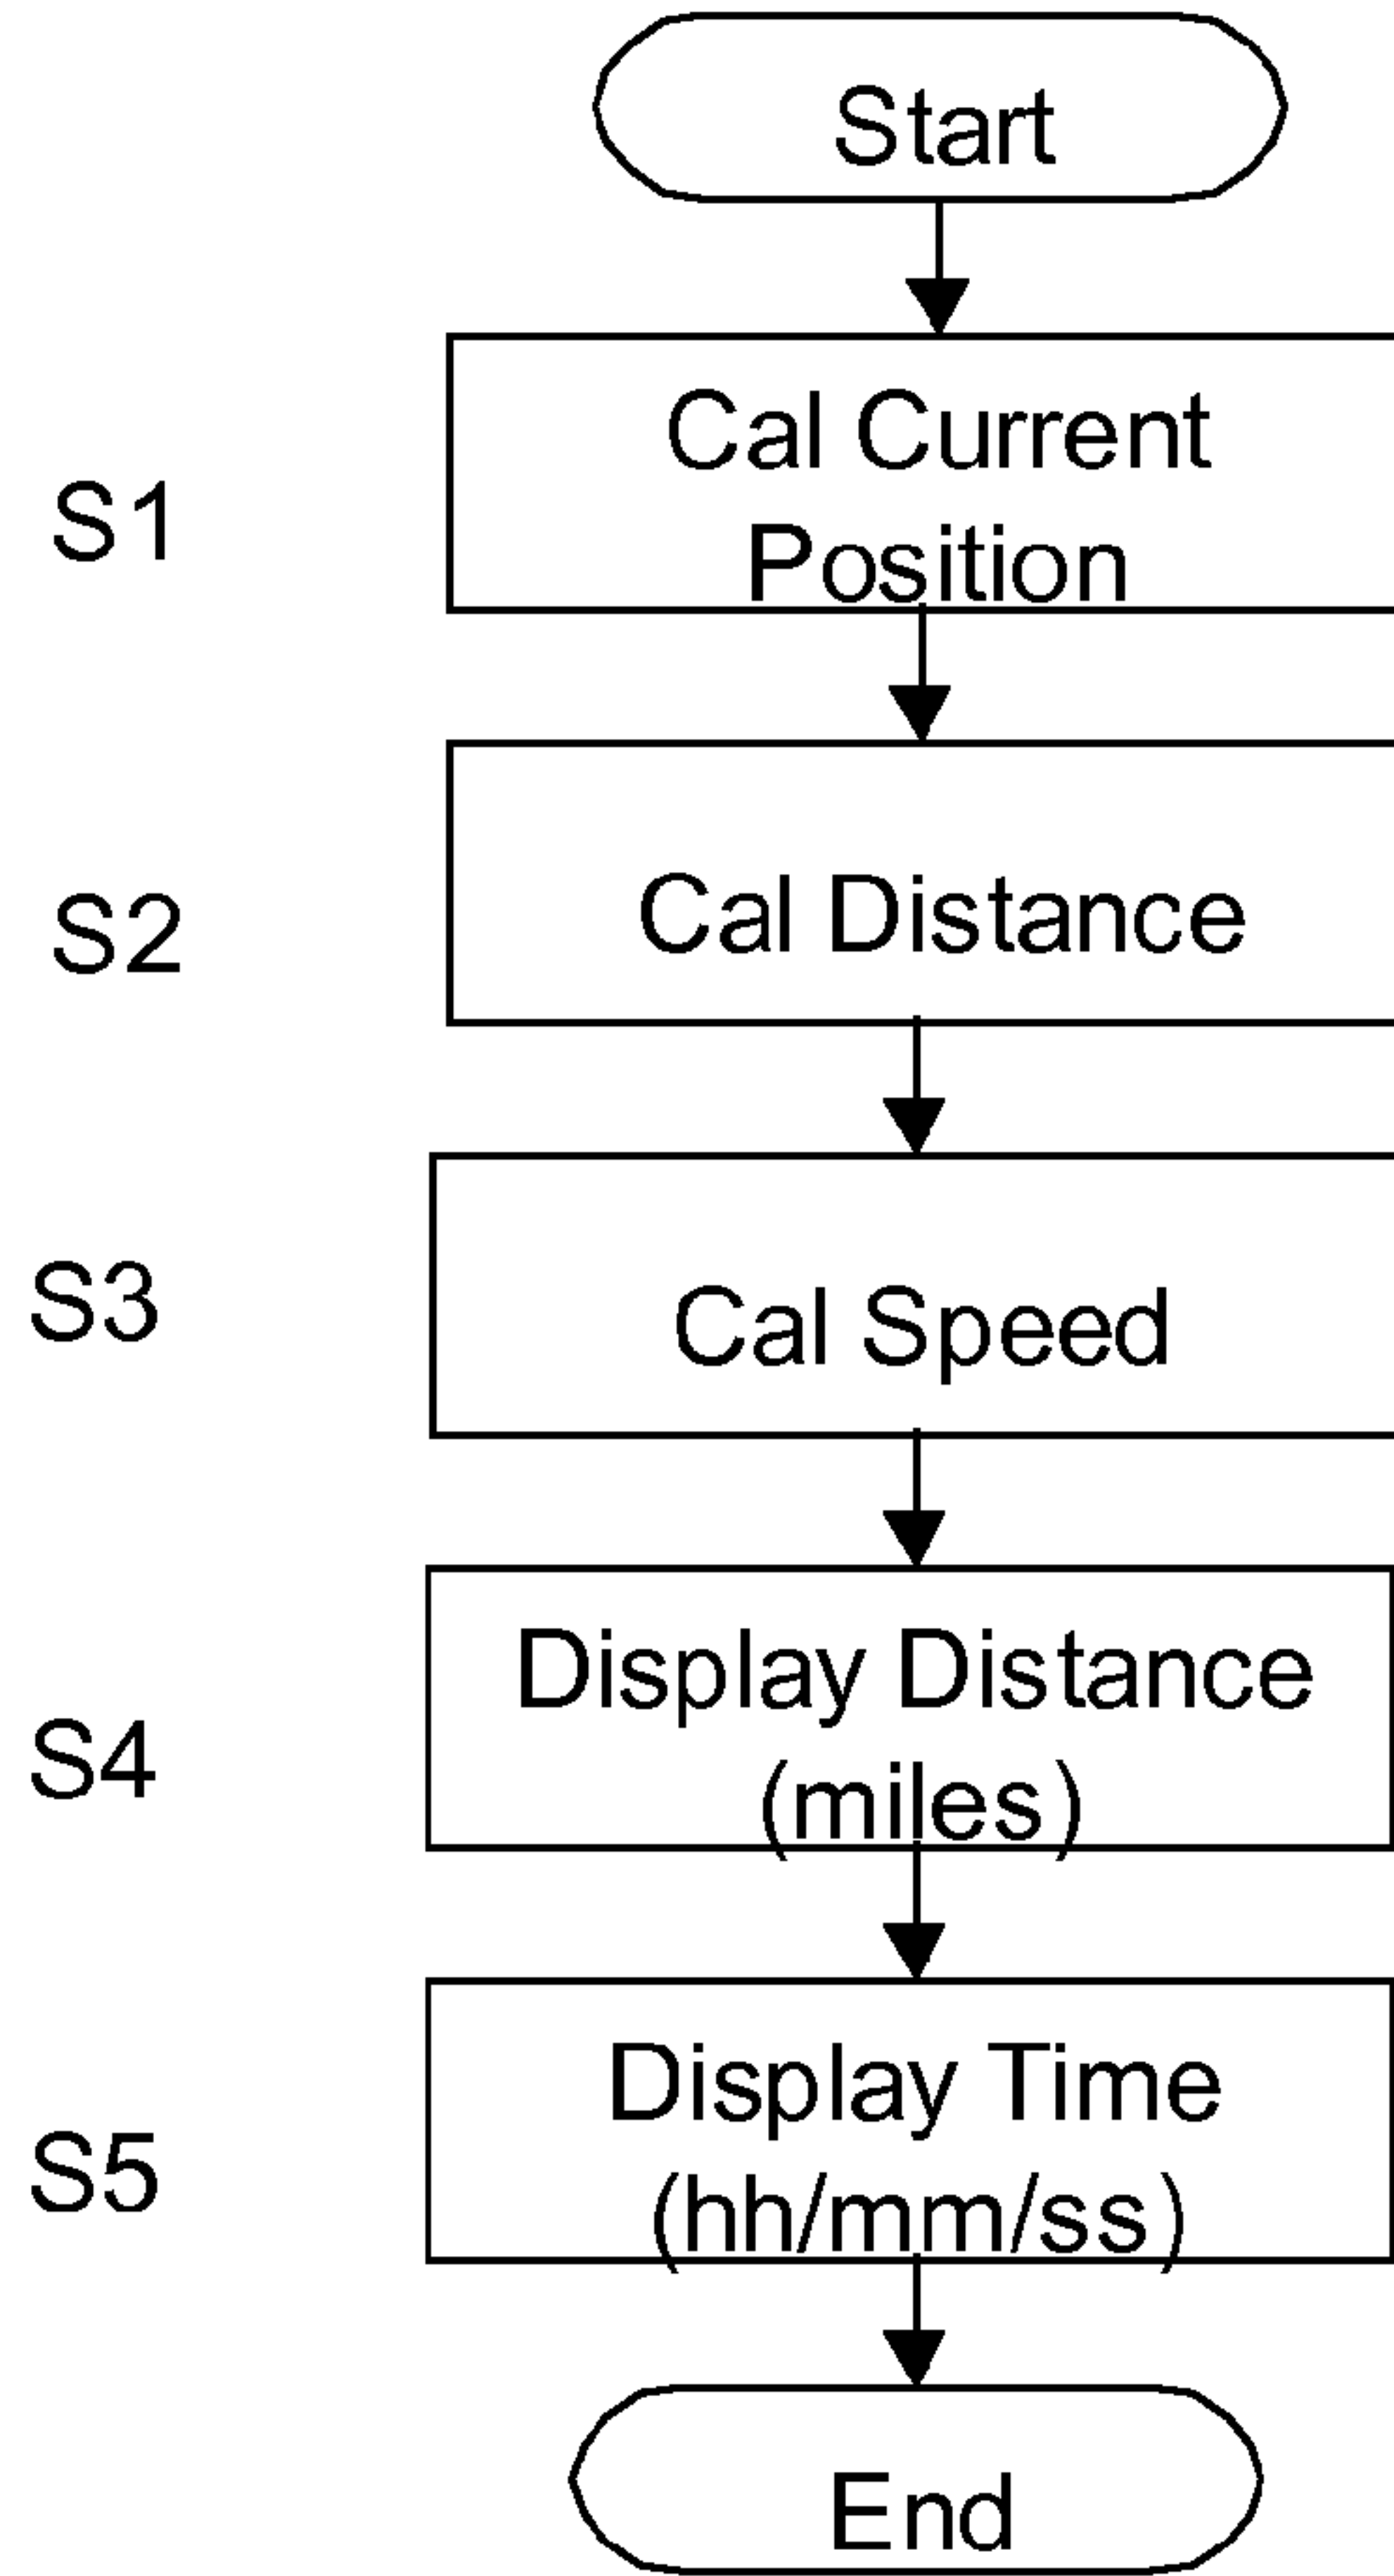 Start
S1
Cal Current
Position
S2
Cal Distance
S3
Cal Speed
S4
Display Distance
(miles)
S5
Display Time
(hh/mm/ss)
End